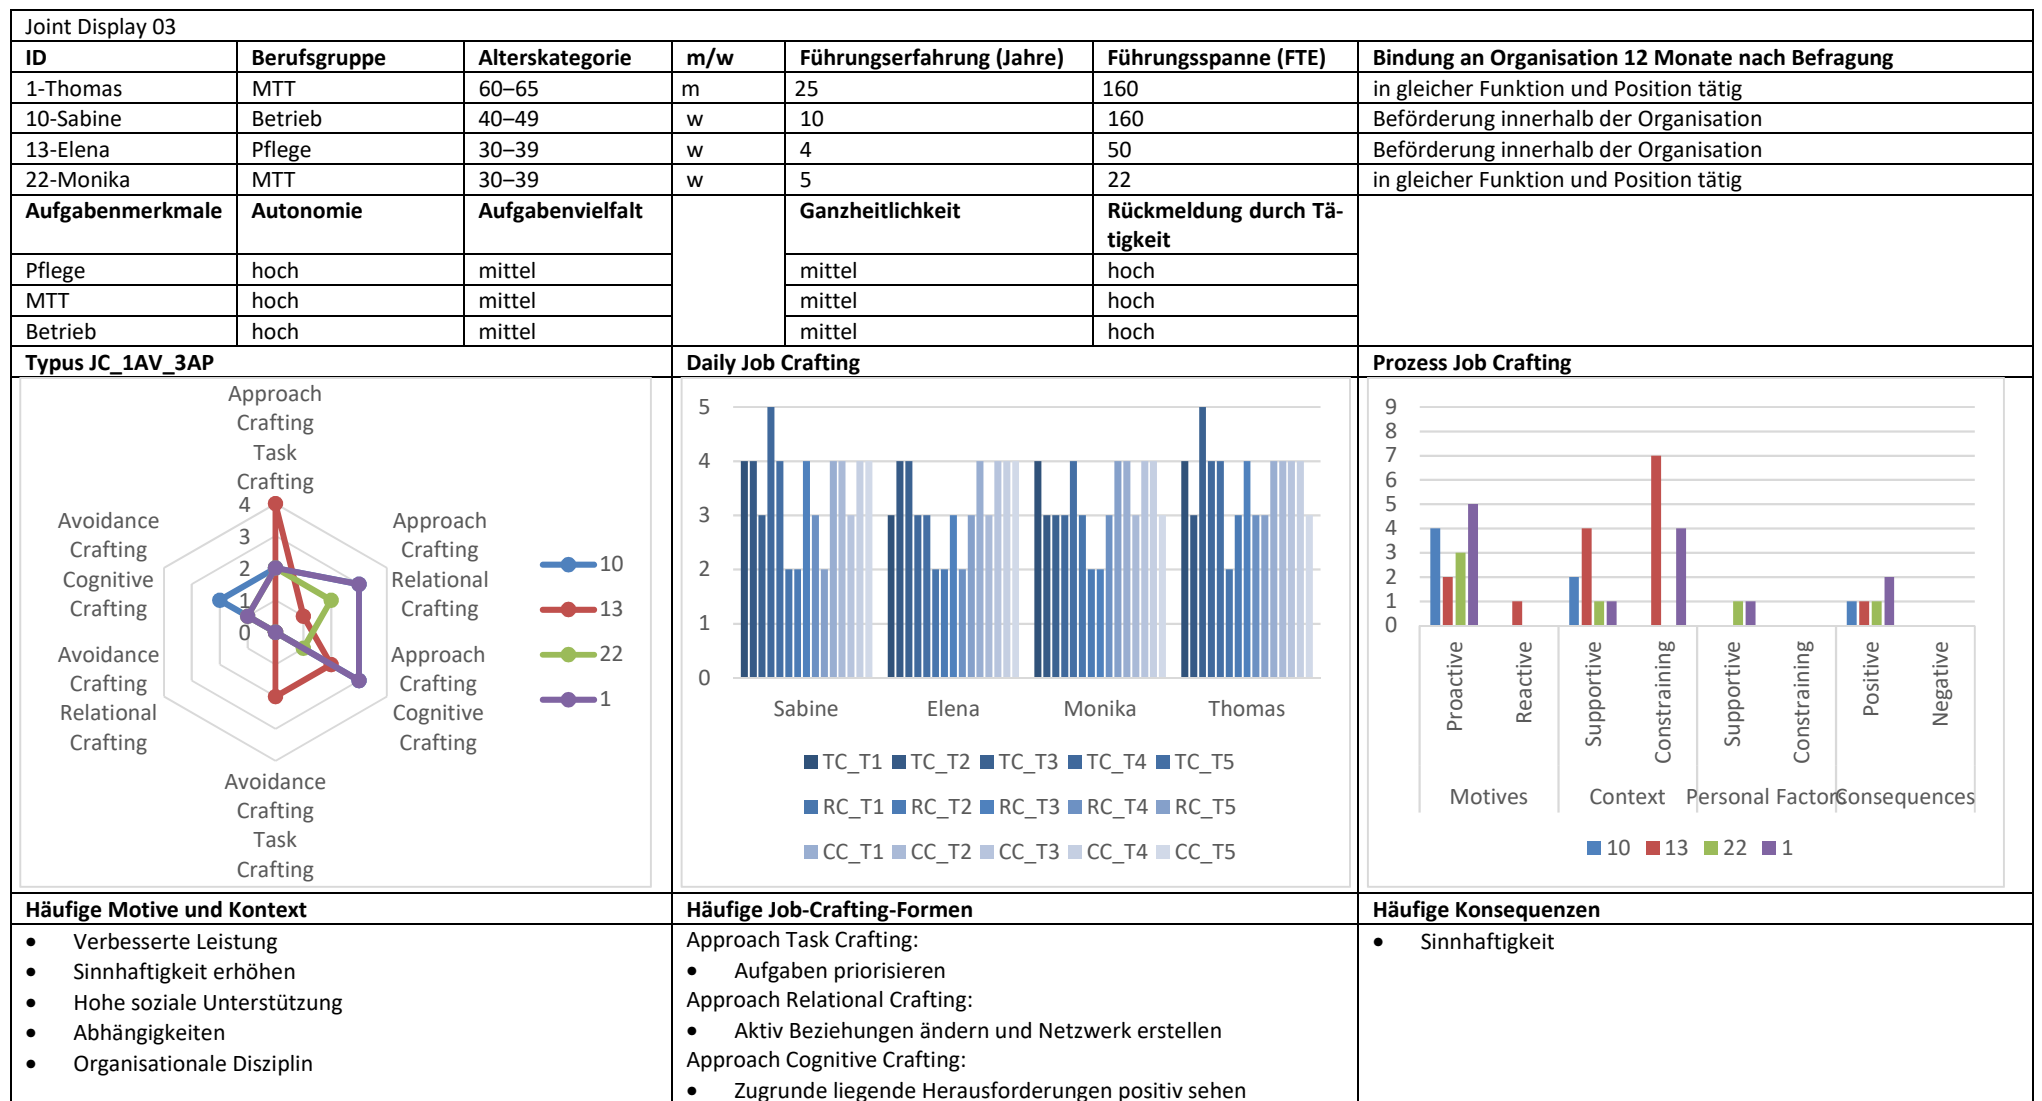 Joint Display 03
ID Berufsgruppe Alterskategorie m/w Führungserfahrung (Jahre) Führungsspanne (FTE) Bindung an Organisation 12 Monate nach Befragung
1-Thomas MTT 60–65 m 25 160 in gleicher Funktion und Position tätig
10-Sabine Betrieb 40–49 w 10 160 Beförderung innerhalb der Organisation
13-Elena Pflege 30–39 w 4 50 Beförderung innerhalb der Organisation
22-Monika MTT 30–39 w 5 22 in gleicher Funktion und Position tätig
Aufgabenmerkmale Autonomie Aufgabenvielfalt Ganzheitlichkeit Rückmeldung durch Tä-
tigkeit
Pflege hoch mittel mittel hoch
MTT hoch mittel mittel hoch
Betrieb hoch mittel mittel hoch
Typus JC_1AV_3AP Daily Job Crafting Prozess Job Crafting
Approach
Crafting
Task
Crafting
4
3
2
1
0
Approach
Crafting
Relational
Crafting
Approach
Crafting
Cognitive
Crafting
Avoidance
Crafting
Task
Crafting
Avoidance
Crafting
Relational
Crafting
Avoidance
Crafting
Cognitive
Crafting
10
13
22
1
5
4
3
2
1
0
Sabine Elena Monika Thomas
TC_T1 TC_T2 TC_T3 TC_T4 TC_T5
RC_T1 RC_T2 RC_T3 RC_T4 RC_T5
CC_T1 CC_T2 CC_T3 CC_T4 CC_T5
9
8
7
6
5
4
3
2
1
0
Proactive
Reactive
Supportive
Constraining
Supportive
Constraining
Positive
Negative
Motives Context Personal Factors Consequences
10 13 22 1
Häufige Motive und Kontext
• Verbesserte Leistung
• Sinnhaftigkeit erhöhen
• Hohe soziale Unterstützung
• Abhängigkeiten
• Organisationale Disziplin
Häufige Job-Crafting-Formen
Approach Task Crafting:
• Aufgaben priorisieren
Approach Relational Crafting:
• Aktiv Beziehungen ändern und Netzwerk erstellen
Approach Cognitive Crafting:
• Zugrunde liegende Herausforderungen positiv sehen
Häufige Konsequenzen
• Sinnhaftigkeit